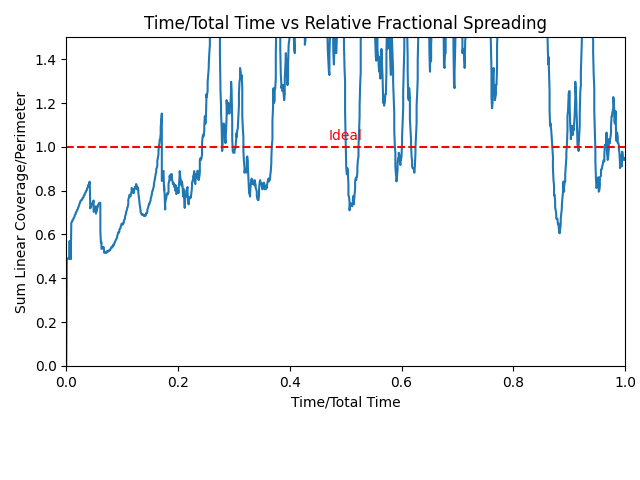 Time/Total Time vs Relative Fractional Spreading
Sum Linear Coverage/Perimeter
1.4
1.2
1.0
0.8
0.6
0.4
0.2
0.0
Ideal
0.0 0.2 0.4 0.6 0.8 1.0
Time/Total Time